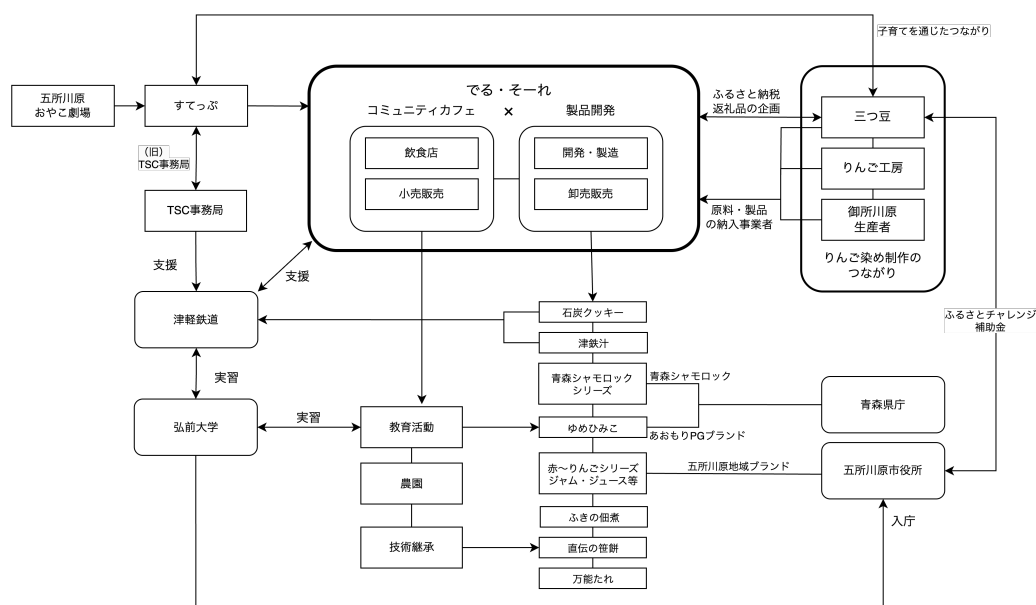 子育てを通じたつながり
五所川原
おやこ劇場
すてっぷ
でる・そーれ
コミュニティカフェ
×
製品開発
飲食店
小売販売
開発・製造
卸売販売
ふるさと納税
返礼品の企画
三つ豆
りんご工房
御所川原
生産者
りんご染め制作の
つながり
原料・製品
の納入事業者
（旧）
TSC事務局
TSC事務局
支援
支援
津軽鉄道
石炭クッキー
津鉄汁
ふるさとチャレンジ
補助金
実習
青森シャモロック
シリーズ
青森シャモロック
青森県庁
弘前大学
実習
教育活動
ゆめひみこ
あおもりPGブランド
農園
赤〜りんごシリーズ
ジャム・ジュース等
五所川原地域ブランド
五所川原市役所
ふきの佃煮
入庁
技術継承
直伝の笹餅
万能たれ